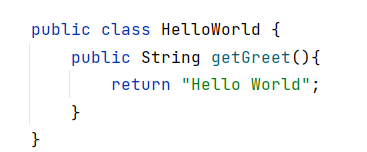 public class HelloWorld {
    public String getGreet(){
        return "Hello World";
    }
}